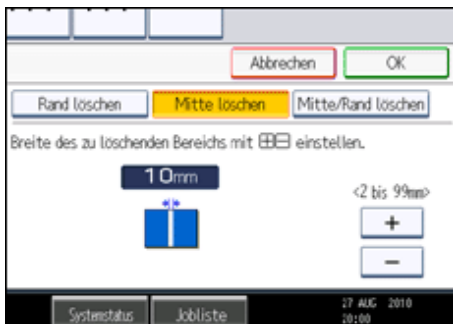 Abbrechen OK
Rand löschen Mitte löschen Mitte/Rand löschen
Breite des zu löschenden Bereichs mit ⊞⊟ einstellen.
10mm
<2 bis 99mm>
+
−
27 AUG 2010
Systemstatus Jobliste 20:00